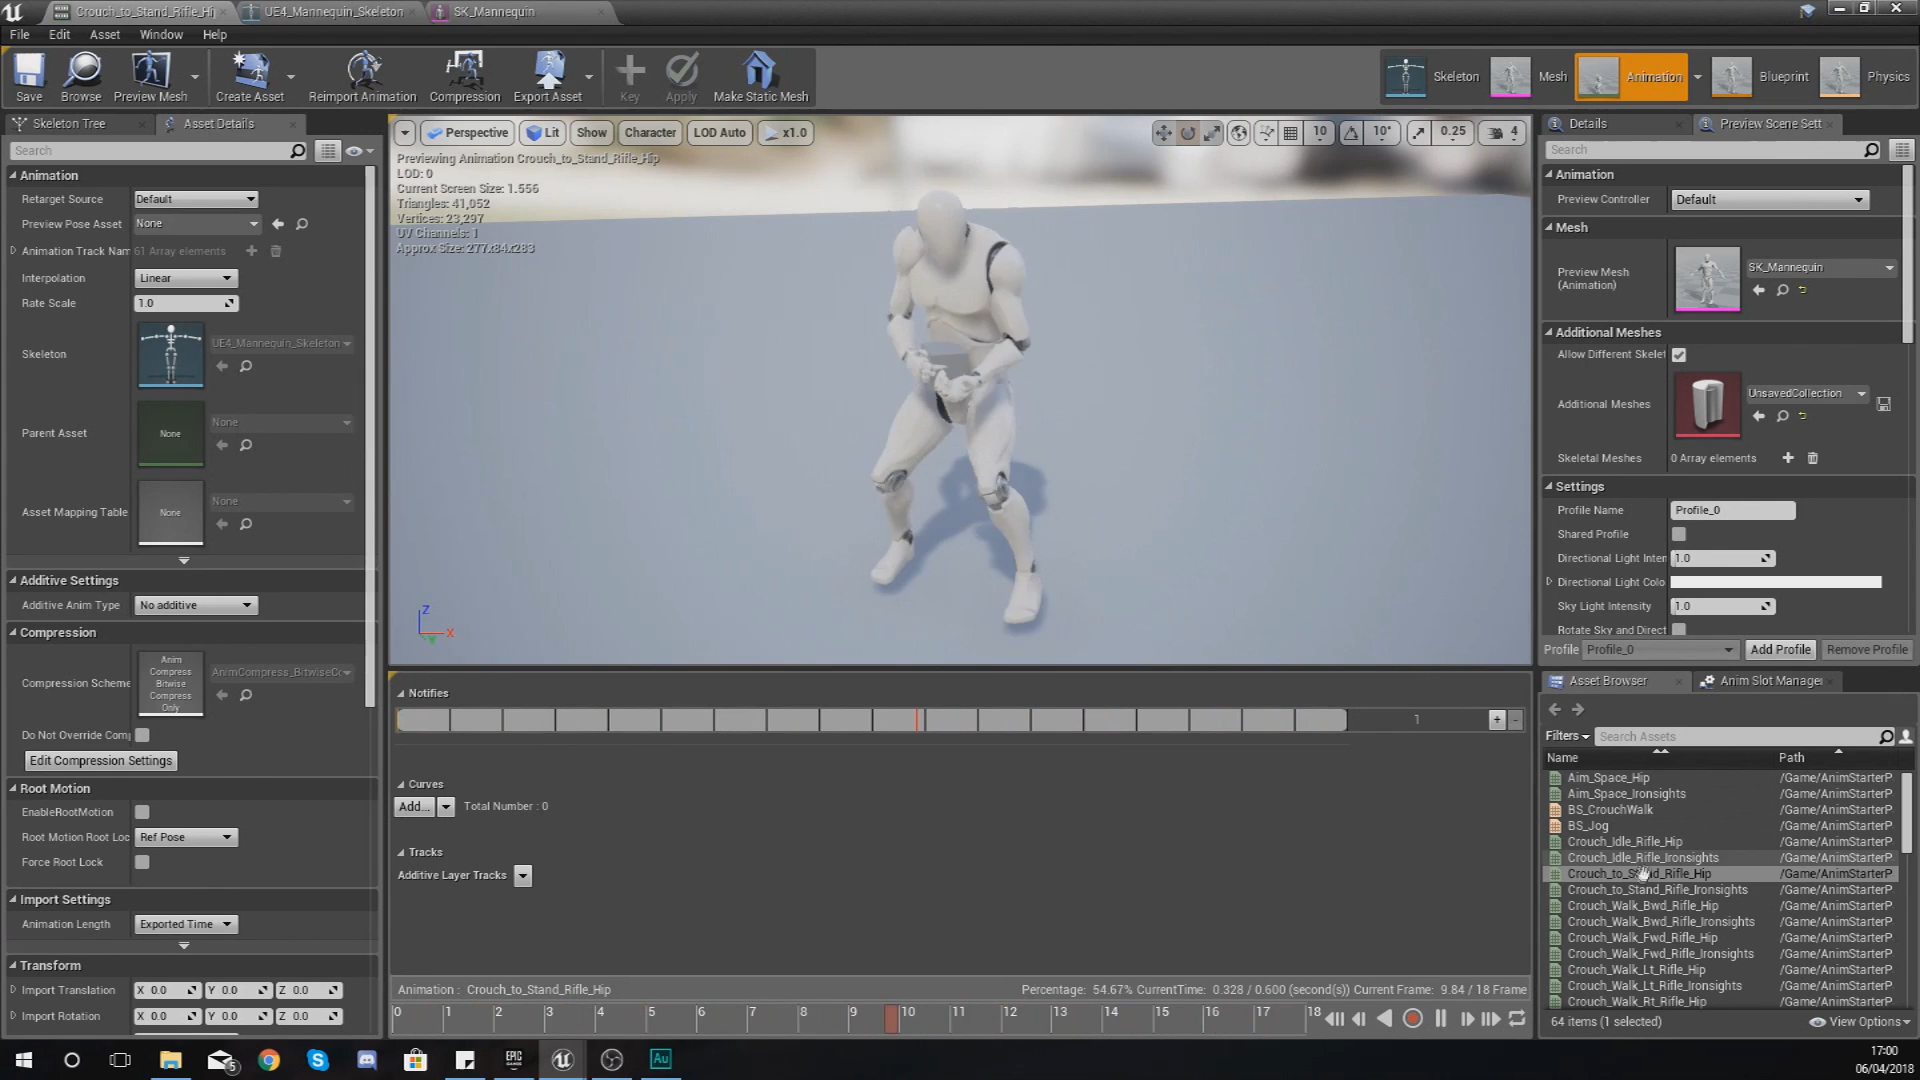 Crouch_to_Stand_Rifle_Hi
UE4_Mannequin_Skeleton
SK_Mannequin
File
Edit
Asset
Window
Help
Save
Browse
Preview Mesh
Create Asset
Reimport Animation
Compression
Export Asset
Key
Apply
Make Static Mesh
Skeleton
Mesh
Animation
Blueprint
Physics
Skeleton Tree
Asset Details
Search
Animation
Retarget Source
Default
Preview Pose Asset
None
Animation Track Nam
61 Array elements
Interpolation
Linear
Rate Scale
1.0
Skeleton
UE4_Mannequin_Skeleton
Parent Asset
None
None
Asset Mapping Table
None
None
Additive Settings
Additive Anim Type
No additive
Compression
Compression Scheme
Anim
Compress
Bitwise
Compress
Only
AnimCompress_BitwiseCo
Do Not Override Com
Edit Compression Settings
Root Motion
EnableRootMotion
Root Motion Root Loc
Ref Pose
Force Root Lock
Import Settings
Animation Length
Exported Time
Transform
Import Translation
X 0.0
Y 0.0
Z 0.0
Import Rotation
X 0.0
Y 0.0
Z 0.0
Perspective
Lit
Show
Character
LOD Auto
x1.0
10
10°
0.25
4
Previewing Animation Crouch_to_Stand_Rifle_Hip
LOD: 0
Current Screen Size: 1.556
Triangles: 41,052
Vertices: 23,297
UV Channels: 1
Approx Size: 277x84x283
Z
X
Y
Notifies
1
+
-
Curves
Add...
Total Number : 0
Tracks
Additive Layer Tracks
Animation : Crouch_to_Stand_Rifle_Hip
Percentage: 54.67% CurrentTime: 0.328 / 0.600 (second(s)) Current Frame: 9.84 / 18 Frame
0 1 2 3 4 5 6 7 8 9 10 11 12 13 14 15 16 17 18
Details
Preview Scene Sett
Search
Animation
Preview Controller
Default
Mesh
Preview Mesh
(Animation)
SK_Mannequin
Additional Meshes
Allow Different Skelet
Additional Meshes
UnsavedCollection
Skeletal Meshes
0 Array elements
Settings
Profile Name
Profile_0
Shared Profile
Directional Light Inten
1.0
Directional Light Colo
Sky Light Intensity
1.0
Rotate Sky and Direct
Profile
Profile_0
Add Profile
Remove Profile
Asset Browser
Anim Slot Manager
Filters
Search Assets
Name
Path
Aim_Space_Hip /Game/AnimStarterP
Aim_Space_Ironsights /Game/AnimStarterP
BS_CrouchWalk /Game/AnimStarterP
BS_Jog /Game/AnimStarterP
Crouch_Idle_Rifle_Hip /Game/AnimStarterP
Crouch_Idle_Rifle_Ironsights /Game/AnimStarterP
Crouch_to_Stand_Rifle_Hip /Game/AnimStarterP
Crouch_to_Stand_Rifle_Ironsights /Game/AnimStarterP
Crouch_Walk_Bwd_Rifle_Hip /Game/AnimStarterP
Crouch_Walk_Bwd_Rifle_Ironsights /Game/AnimStarterP
Crouch_Walk_Fwd_Rifle_Hip /Game/AnimStarterP
Crouch_Walk_Fwd_Rifle_Ironsights /Game/AnimStarterP
Crouch_Walk_Lt_Rifle_Hip /Game/AnimStarterP
Crouch_Walk_Lt_Rifle_Ironsights /Game/AnimStarterP
Crouch_Walk_Rt_Rifle_Hip /Game/AnimStarterP
64 items (1 selected)
View Options
5
EPIC
GAMES
Au
17:00
06/04/2018